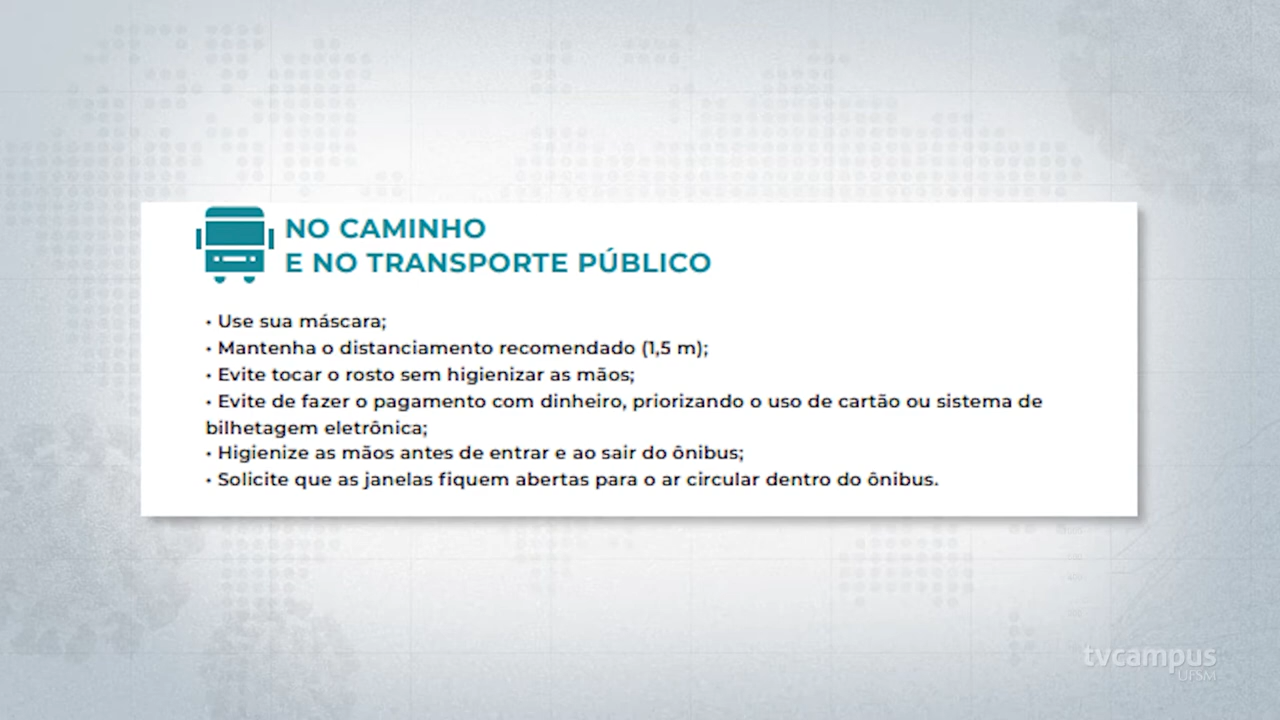 NO CAMINHO
E NO TRANSPORTE PÚBLICO
• Use sua máscara;
• Mantenha o distanciamento recomendado (1,5 m);
• Evite tocar o rosto sem higienizar as mãos;
• Evite de fazer o pagamento com dinheiro, priorizando o uso de cartão ou sistema de
bilhetagem eletrônica;
• Higienize as mãos antes de entrar e ao sair do ônibus;
• Solicite que as janelas fiquem abertas para o ar circular dentro do ônibus.
tvcampus
UFSM